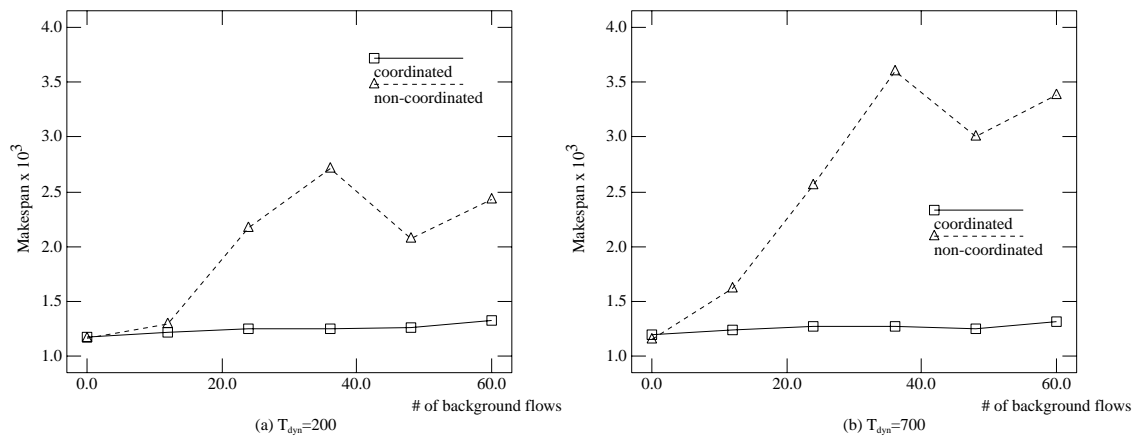 4.0
3.5
3.0
2.5
2.0
1.5
1.0
Makespan x 10³
coordinated
non-coordinated
0.0 20.0 40.0 60.0
# of background flows
(a) Tdyn=200
4.0
3.5
3.0
2.5
2.0
1.5
1.0
Makespan x 10³
coordinated
non-coordinated
0.0 20.0 40.0 60.0
# of background flows
(b) Tdyn=700